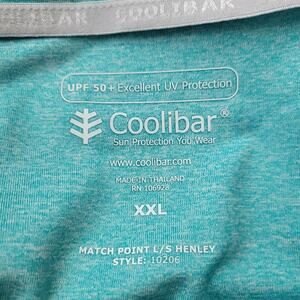 COOLIBAR
UPF 50+ Excellent UV Protection
Coolibar®
Sun Protection You Wear
www.coolibar.com
MADE IN THAILAND
RN 106928
XXL
MATCH POINT L/S HENLEY
STYLE: 10206